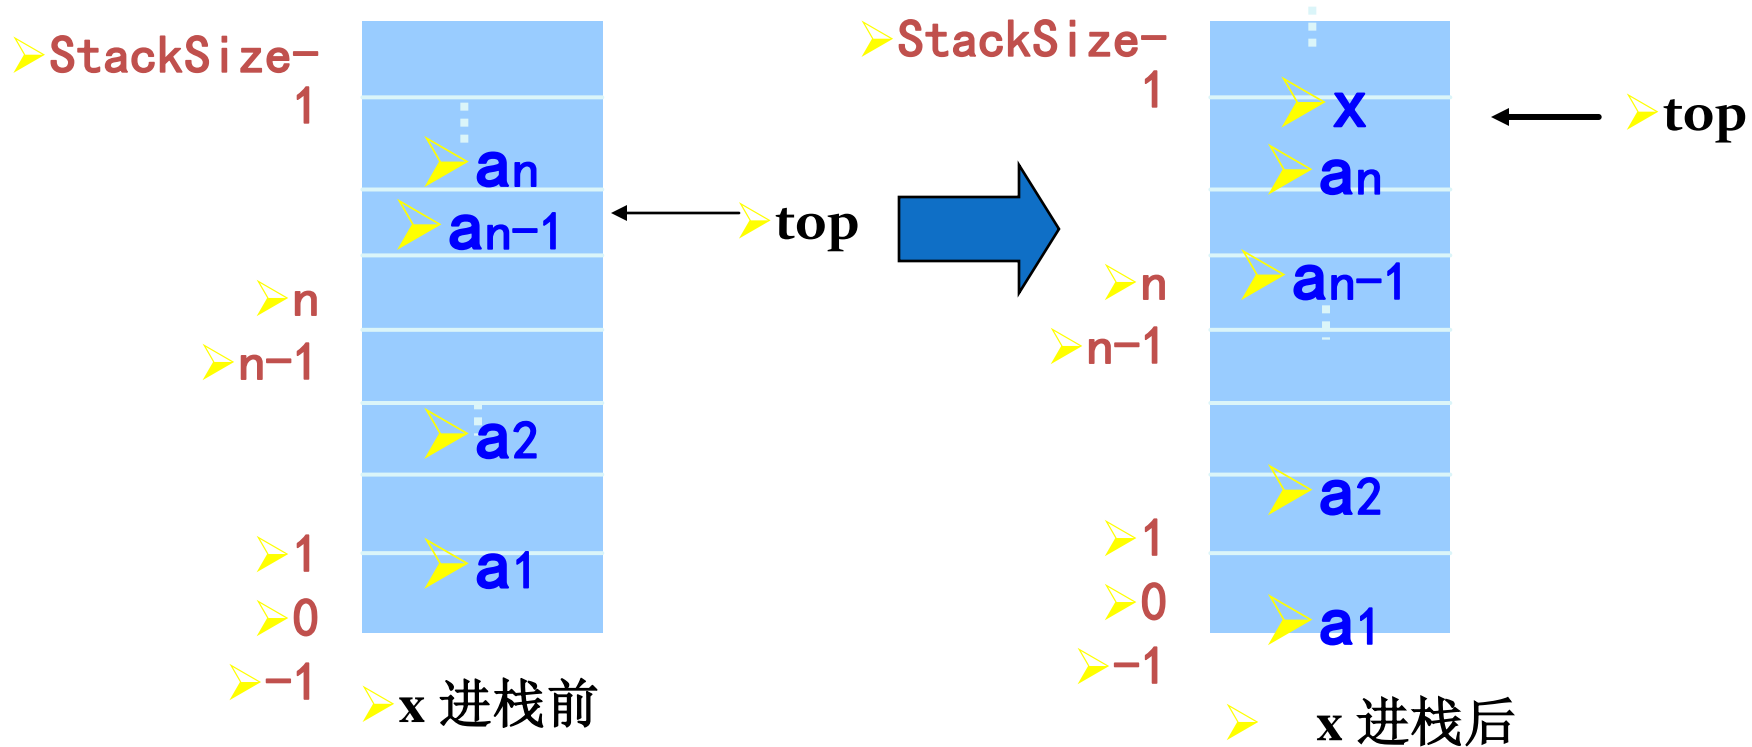 StackSize-
1
an
an-1
top
n
n-1
a2
1
a1
0
-1
x 进栈前
StackSize-
1
x
top
an
n
an-1
n-1
a2
1
0
a1
-1
x 进栈后